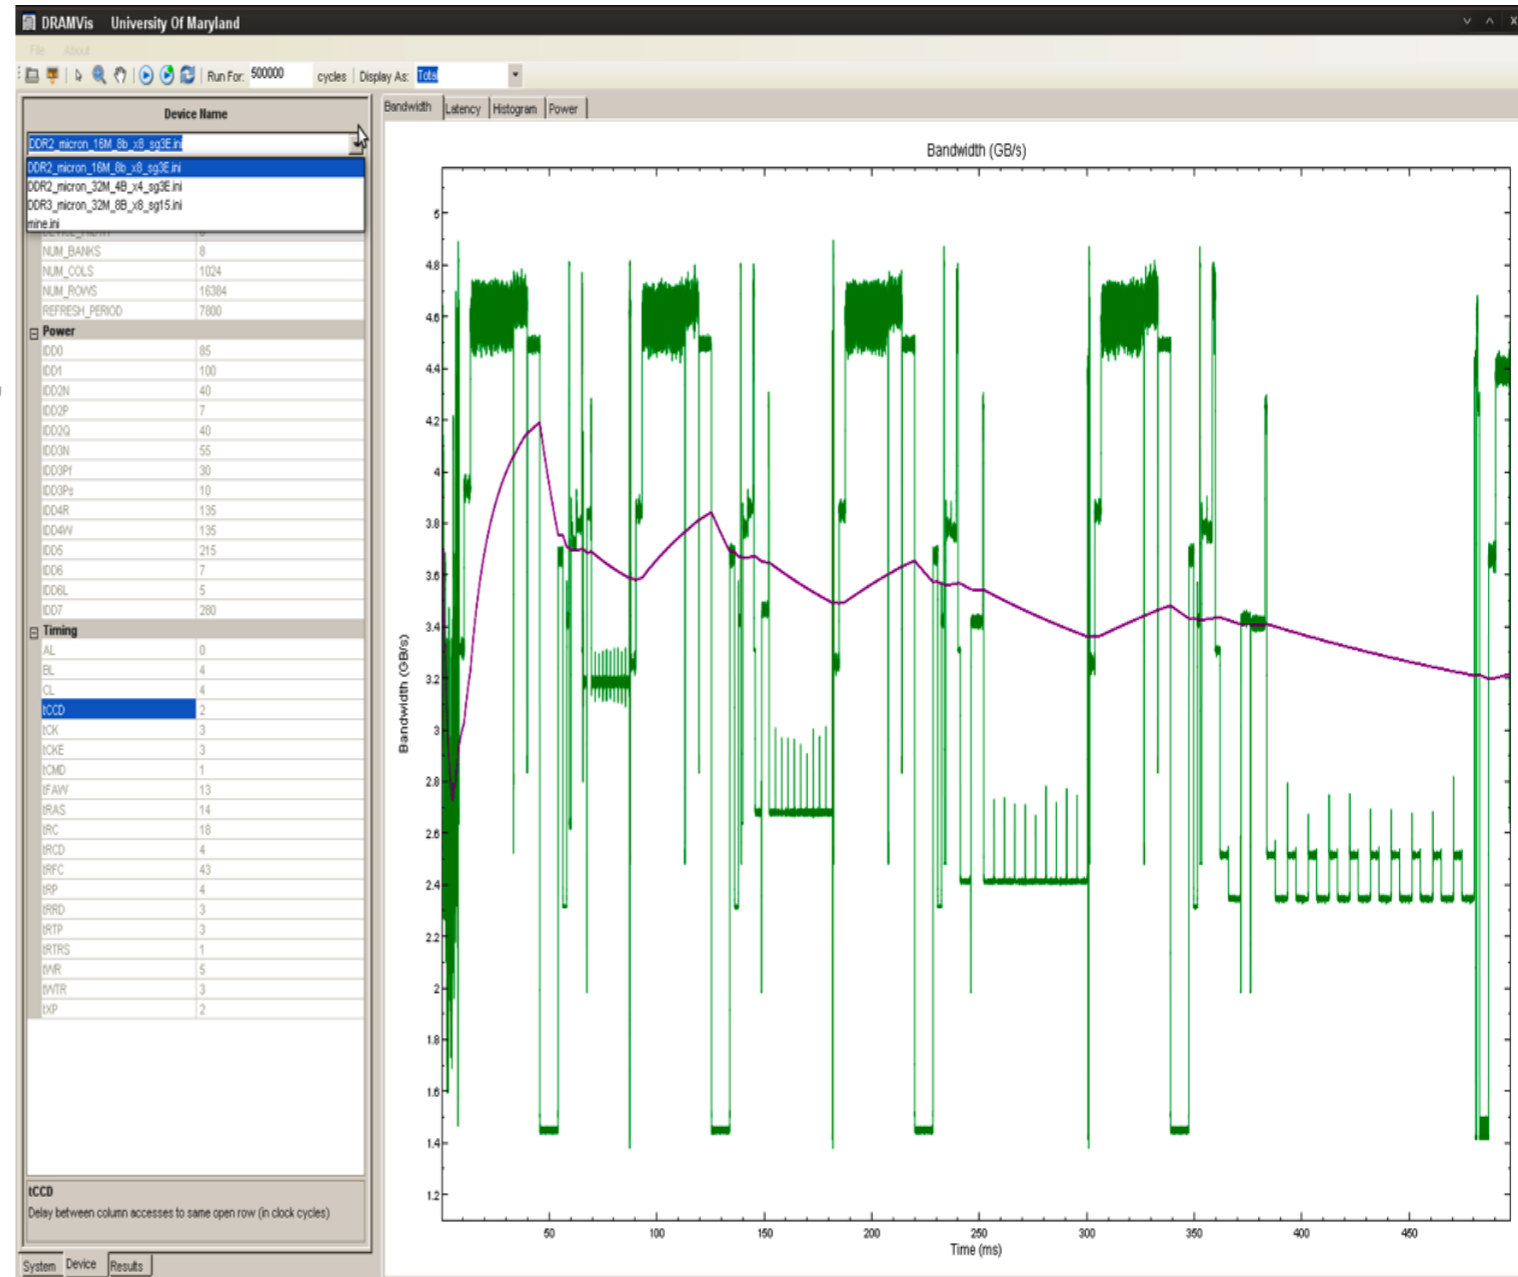 DRAMVis University Of Maryland
File About
Run For: 500000 cycles Display As: Total
Device Name
DDR2_micron_16M_8b_x8_sg3E.ini
DDR2_micron_16M_8b_x8_sg3E.ini
DDR2_micron_32M_4B_x4_sg3E.ini
DDR3_micron_32M_8B_x8_sg15.ini
mine.ini
NUM_BANKS 8
NUM_COLS 1024
NUM_ROWS 16384
REFRESH_PERIOD 7800
Power
IDD0 85
IDD1 100
IDD2N 40
IDD2P 7
IDD2Q 40
IDD3N 55
IDD3Pf 30
IDD3Ps 10
IDD4R 135
IDD4W 135
IDD5 215
IDD6 7
IDD6L 5
IDD7 280
Timing
AL 0
BL 4
CL 4
tCCD 2
tCK 3
tCKE 3
tCMD 1
tFAW 13
tRAS 14
tRC 18
tRCD 4
tRFC 43
tRP 4
tRRD 3
tRTP 3
tRTRS 1
tWR 5
tWTR 3
tXP 2
tCCD
Delay between column accesses to same open row (in clock cycles)
System Device Results
Bandwidth Latency Histogram Power
Bandwidth (GB/s)
5
4.8
4.6
4.4
4.2
4
3.8
3.6
3.4
3.2
3
2.8
2.6
2.4
2.2
2
1.8
1.6
1.4
1.2
Bandwidth (GB/s)
50 100 150 200 250 300 350 400 450
Time (ms)